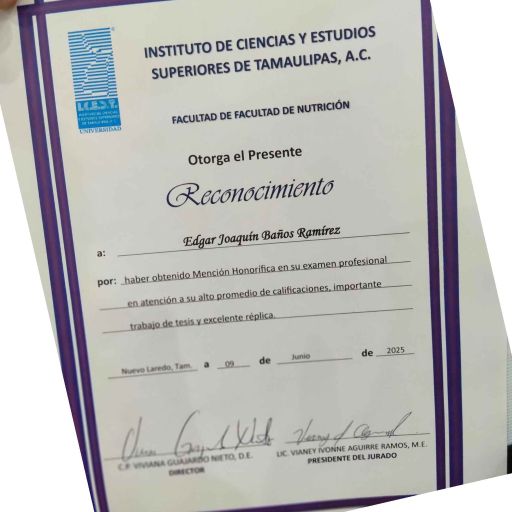 INSTITUTO DE CIENCIAS Y ESTUDIOS
SUPERIORES DE TAMAULIPAS, A.C.
I.C.E.S.T.
UNIVERSIDAD
FACULTAD DE FACULTAD DE NUTRICIÓN
Otorga el Presente
Reconocimiento
a: Edgar Joaquín Baños Ramírez
por: haber obtenido Mención Honorifica en su examen profesional
en atención a su alto promedio de calificaciones, importante
trabajo de tesis y excelente réplica.
Nuevo Laredo, Tam. a 09 de Junio de 2025
C.P. VIVIANA GUAJARDO NIETO, D.E.
DIRECTOR
LIC. VIANEY IVONNE AGUIRRE RAMOS, M.E.
PRESIDENTE DEL JURADO